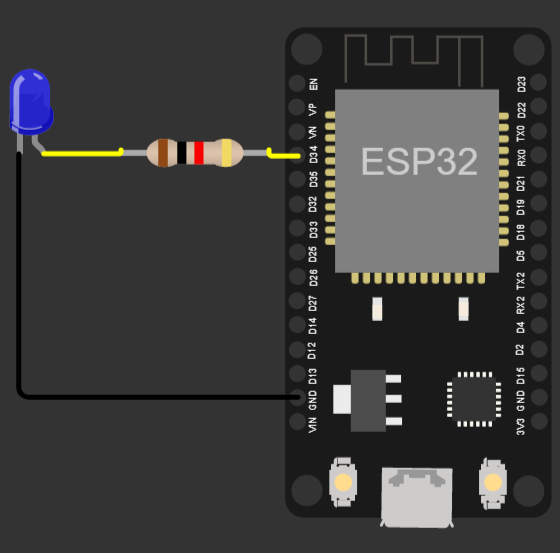 EN
VP
VN
D34
D35
D32
D33
D25
D26
D27
D14
D12
D13
GND
VIN
ESP32
D23
D22
TX0
RX0
D21
D19
D18
D5
TX2
RX2
D4
D2
D15
GND
3V3